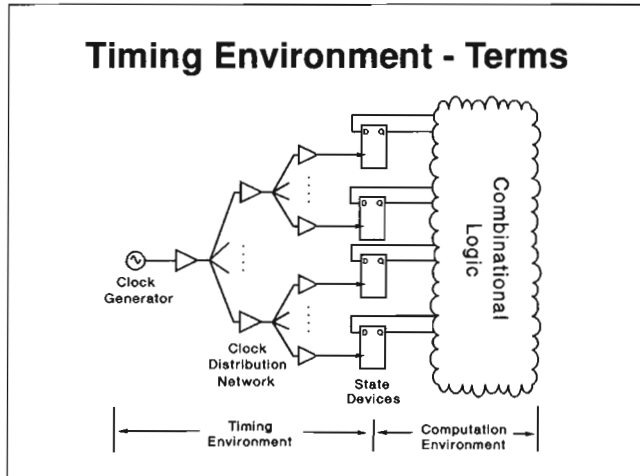 Timing Environment - Terms
D Q
D Q
D Q
D Q
Combinational
Logic
Clock
Generator
Clock
Distribution
Network
State
Devices
Timing
Environment
Computation
Environment